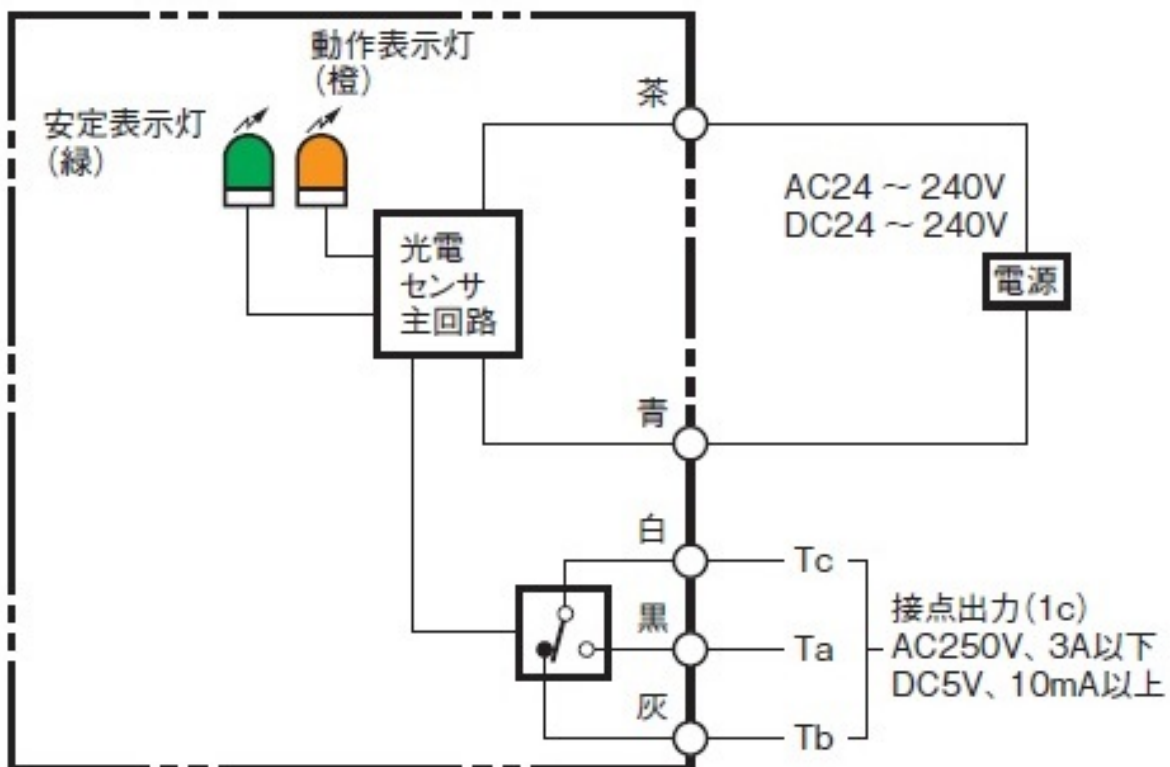 動作表示灯
(橙)
安定表示灯
(緑)
茶
AC24 ～ 240V
DC24 ～ 240V
光電
センサ
主回路
電源
青
白
Tc
接点出力(1c)
黒
Ta
AC250V、3A以下
DC5V、10mA以上
灰
Tb